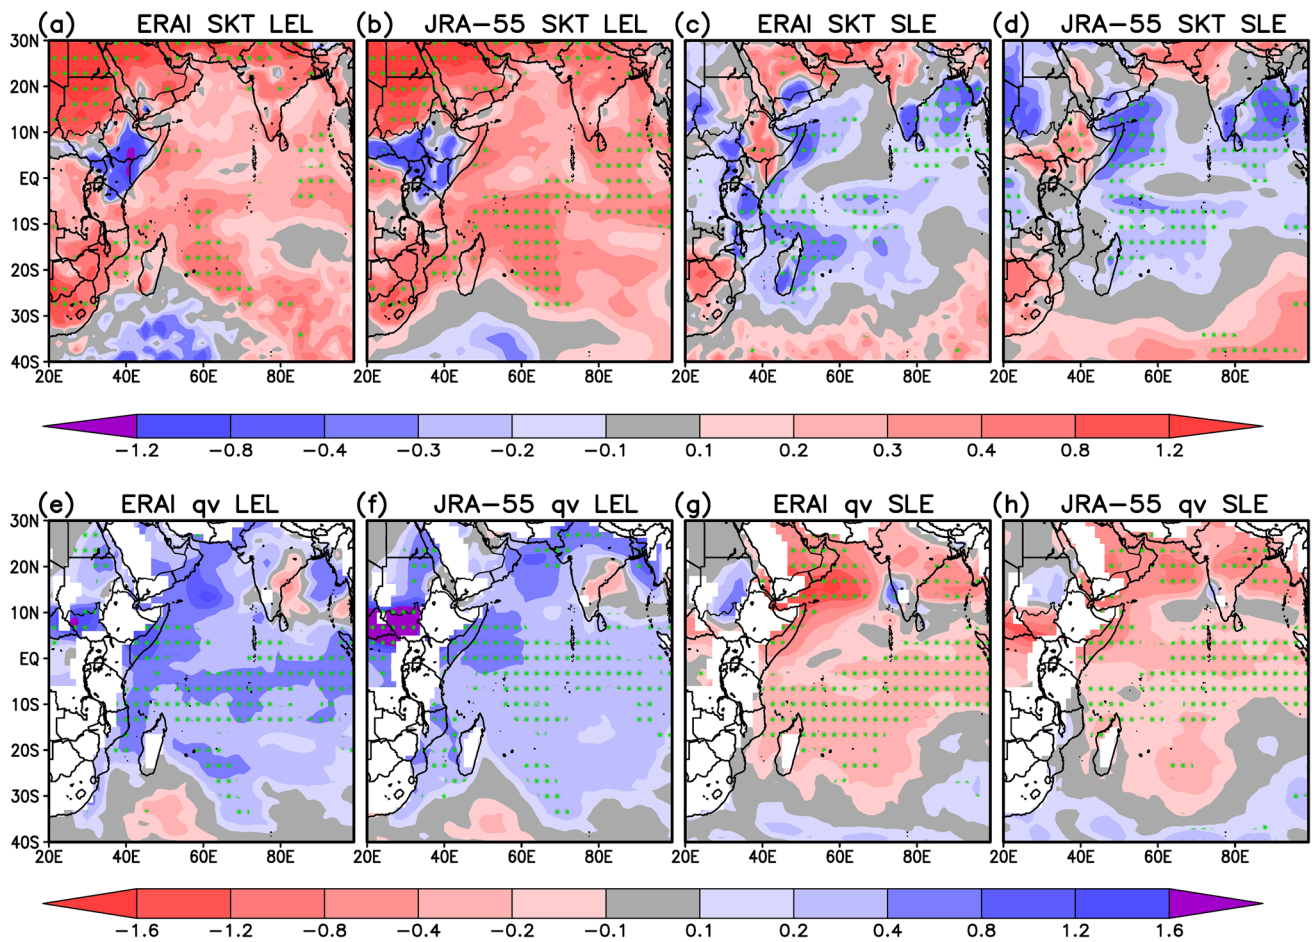 (a) ERAI SKT LEL (b) JRA−55 SKT LEL (c) ERAI SKT SLE (d) JRA−55 SKT SLE
30N
20N
10N
EQ
10S
20S
30S
40S
20E 40E 60E 80E 20E 40E 60E 80E 20E 40E 60E 80E 20E 40E 60E 80E
−1.2 −0.8 −0.4 −0.3 −0.2 −0.1 0.1 0.2 0.3 0.4 0.8 1.2
(e) ERAI qv LEL (f) JRA−55 qv LEL (g) ERAI qv SLE (h) JRA−55 qv SLE
30N
20N
10N
EQ
10S
20S
30S
40S
20E 40E 60E 80E 20E 40E 60E 80E 20E 40E 60E 80E 20E 40E 60E 80E
−1.6 −1.2 −0.8 −0.4 −0.2 −0.1 0.1 0.2 0.4 0.8 1.2 1.6